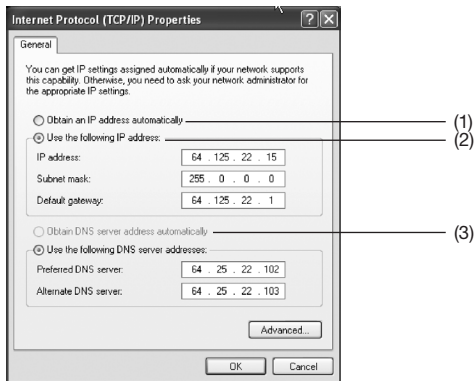 Internet Protocol (TCP/IP) Properties
General
You can get IP settings assigned automatically if your network supports
this capability. Otherwise, you need to ask your network administrator for
the appropriate IP settings.
Obtain an IP address automatically
(1)
Use the following IP address:
(2)
IP address: 64 . 125 . 22 . 15
Subnet mask: 255 . 0 . 0 . 0
Default gateway: 64 . 125 . 22 . 1
Obtain DNS server address automatically
(3)
Use the following DNS server addresses:
Preferred DNS server: 64 . 25 . 22 . 102
Alternate DNS server: 64 . 25 . 22 . 103
Advanced...
OK Cancel